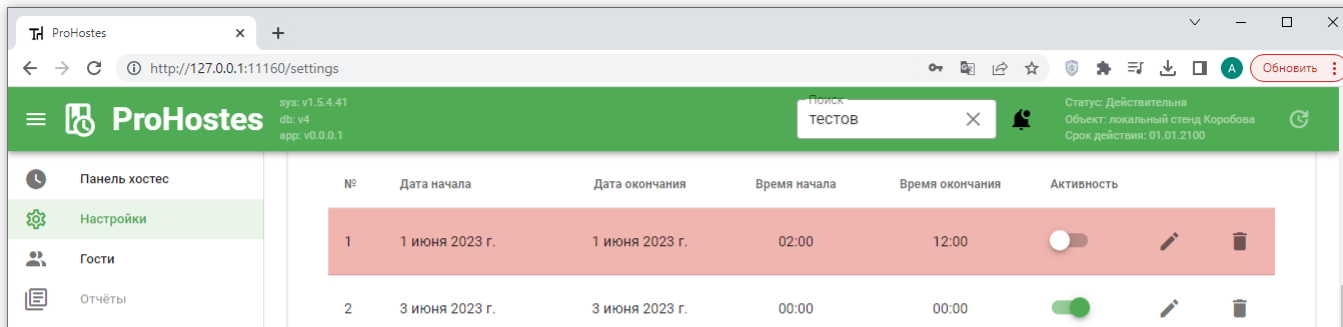 ProHostes
http://127.0.0.1:11160/settings
А
Обновить
ProHostes
sys: v1.5.4.41
db: v4
app: v0.0.0.1
Поиск
тестов
Статус: Действительна
Объект: локальный стенд Коробова
Срок действия: 01.01.2100
Панель хостес
Настройки
Гости
Отчёты
№ Дата начала Дата окончания Время начала Время окончания Активность
1 1 июня 2023 г. 1 июня 2023 г. 02:00 12:00
2 3 июня 2023 г. 3 июня 2023 г. 00:00 00:00